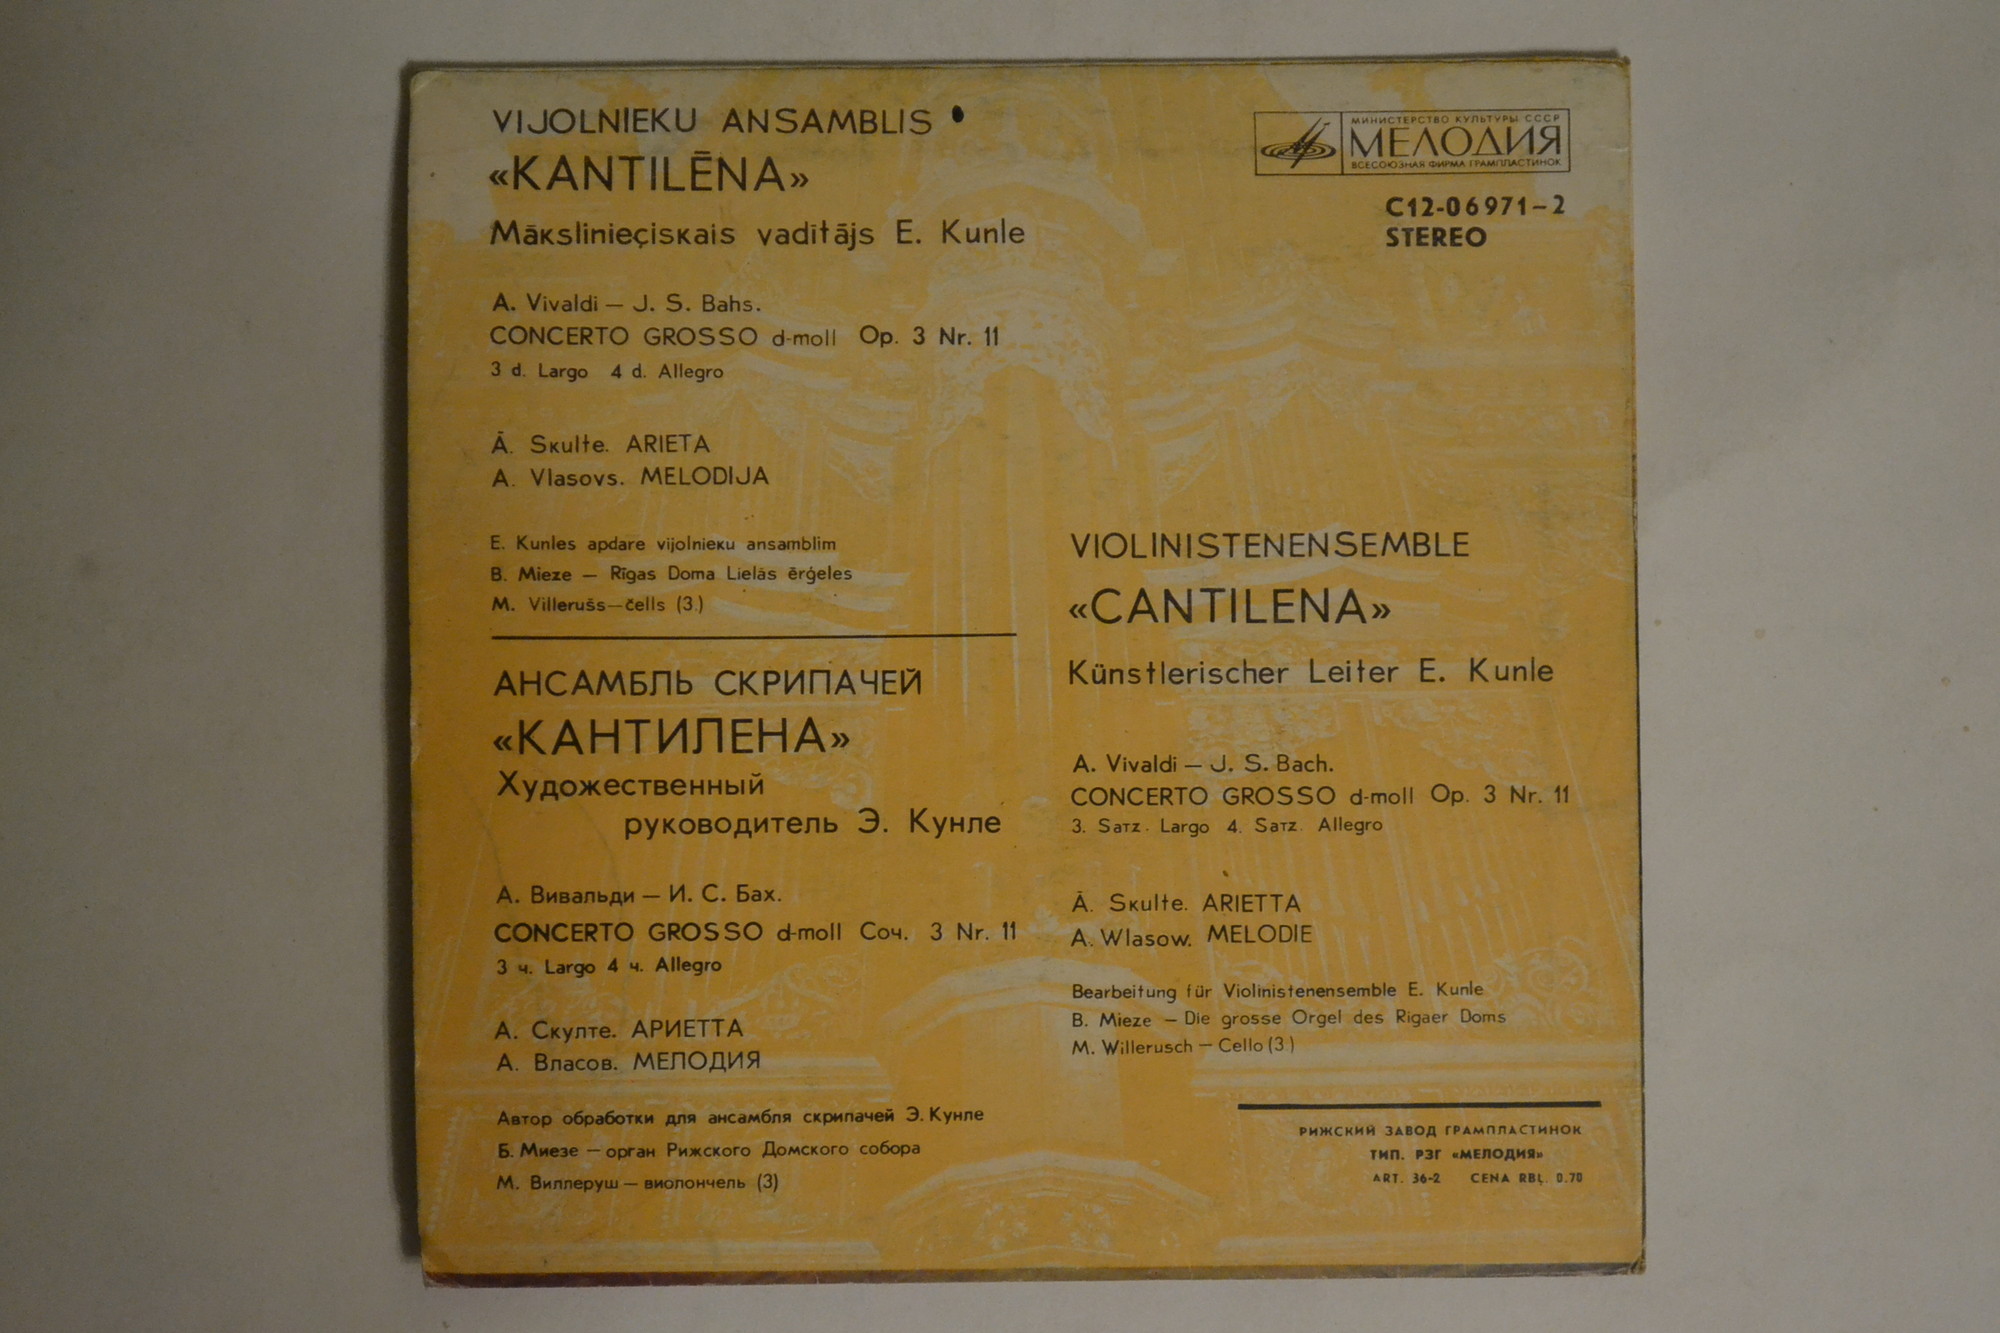 VIJOLNIEKU ANSAMBLIS
«KANTILĒNA»
Mākslinieçiskais vadītājs E. Kunle
A. Vivaldi – J. S. Bahs.
CONCERTO GROSSO d-moll Op. 3 Nr. 11
3 d. Largo 4 d. Allegro
Ā. Skulte. ARIETA
A. Vlasovs. MELODIJA
E. Kunles apdare vijolnieku ansamblim
B. Mieze – Rīgas Doma Lielās ērģeles
M. Villerušs – čells (3.)
АНСАМБЛЬ СКРИПАЧЕЙ
«КАНТИЛЕНА»
Художественный
руководитель Э. Кунле
А. Вивальди – И. С. Бах.
CONCERTO GROSSO d-moll Соч. 3 Nr. 11
3 ч. Largo 4 ч. Allegro
А. Скулте. АРИЕТТА
А. Власов. МЕЛОДИЯ
Автор обработки для ансамбля скрипачей Э. Кунле
Б. Миезе – орган Рижского Домского собора
М. Виллеруш – виолончель (3)
МИНИСТЕРСТВО КУЛЬТУРЫ СССР
МЕЛОДИЯ
ВСЕСОЮЗНАЯ ФИРМА ГРАМПЛАСТИНОК
С12-06971-2
STEREO
VIOLINISTENENSEMBLE
«CANTILENA»
Künstlerischer Leiter E. Kunle
A. Vivaldi – J. S. Bach.
CONCERTO GROSSO d-moll Op. 3 Nr. 11
3. Satz. Largo 4. Satz. Allegro
Ā. Skulte. ARIETTA
A. Wlasow. MELODIE
Bearbeitung für Violinistenensemble E. Kunle
B. Mieze – Die grosse Orgel des Rigaer Doms
M. Willerusch – Cello (3.)
РИЖСКИЙ ЗАВОД ГРАМПЛАСТИНОК
ТИП. РЗГ «МЕЛОДИЯ»
ART. 36-2 CENA RBĻ. 0.70